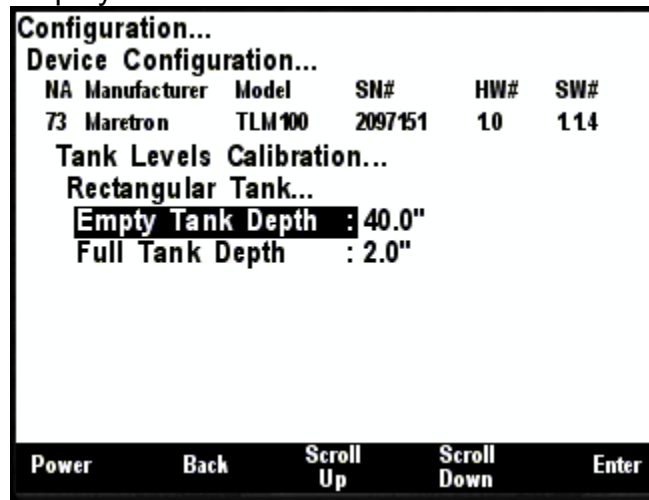 Configuration...
Device Configuration...
NA Manufacturer Model SN# HW# SW#
73 Maretron TLM100 2097151 1.0 1.1.4
Tank Levels Calibration...
Rectangular Tank...
Empty Tank Depth : 40.0"
Full Tank Depth : 2.0"
Power Back Scroll Up Scroll Down Enter